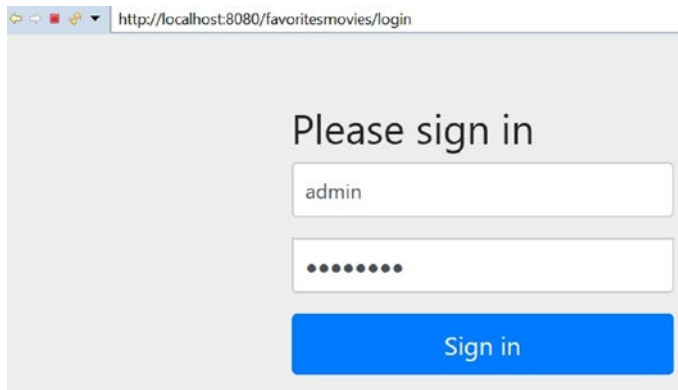 http://localhost:8080/favoritesmovies/login
Please sign in
admin
••••••••
Sign in